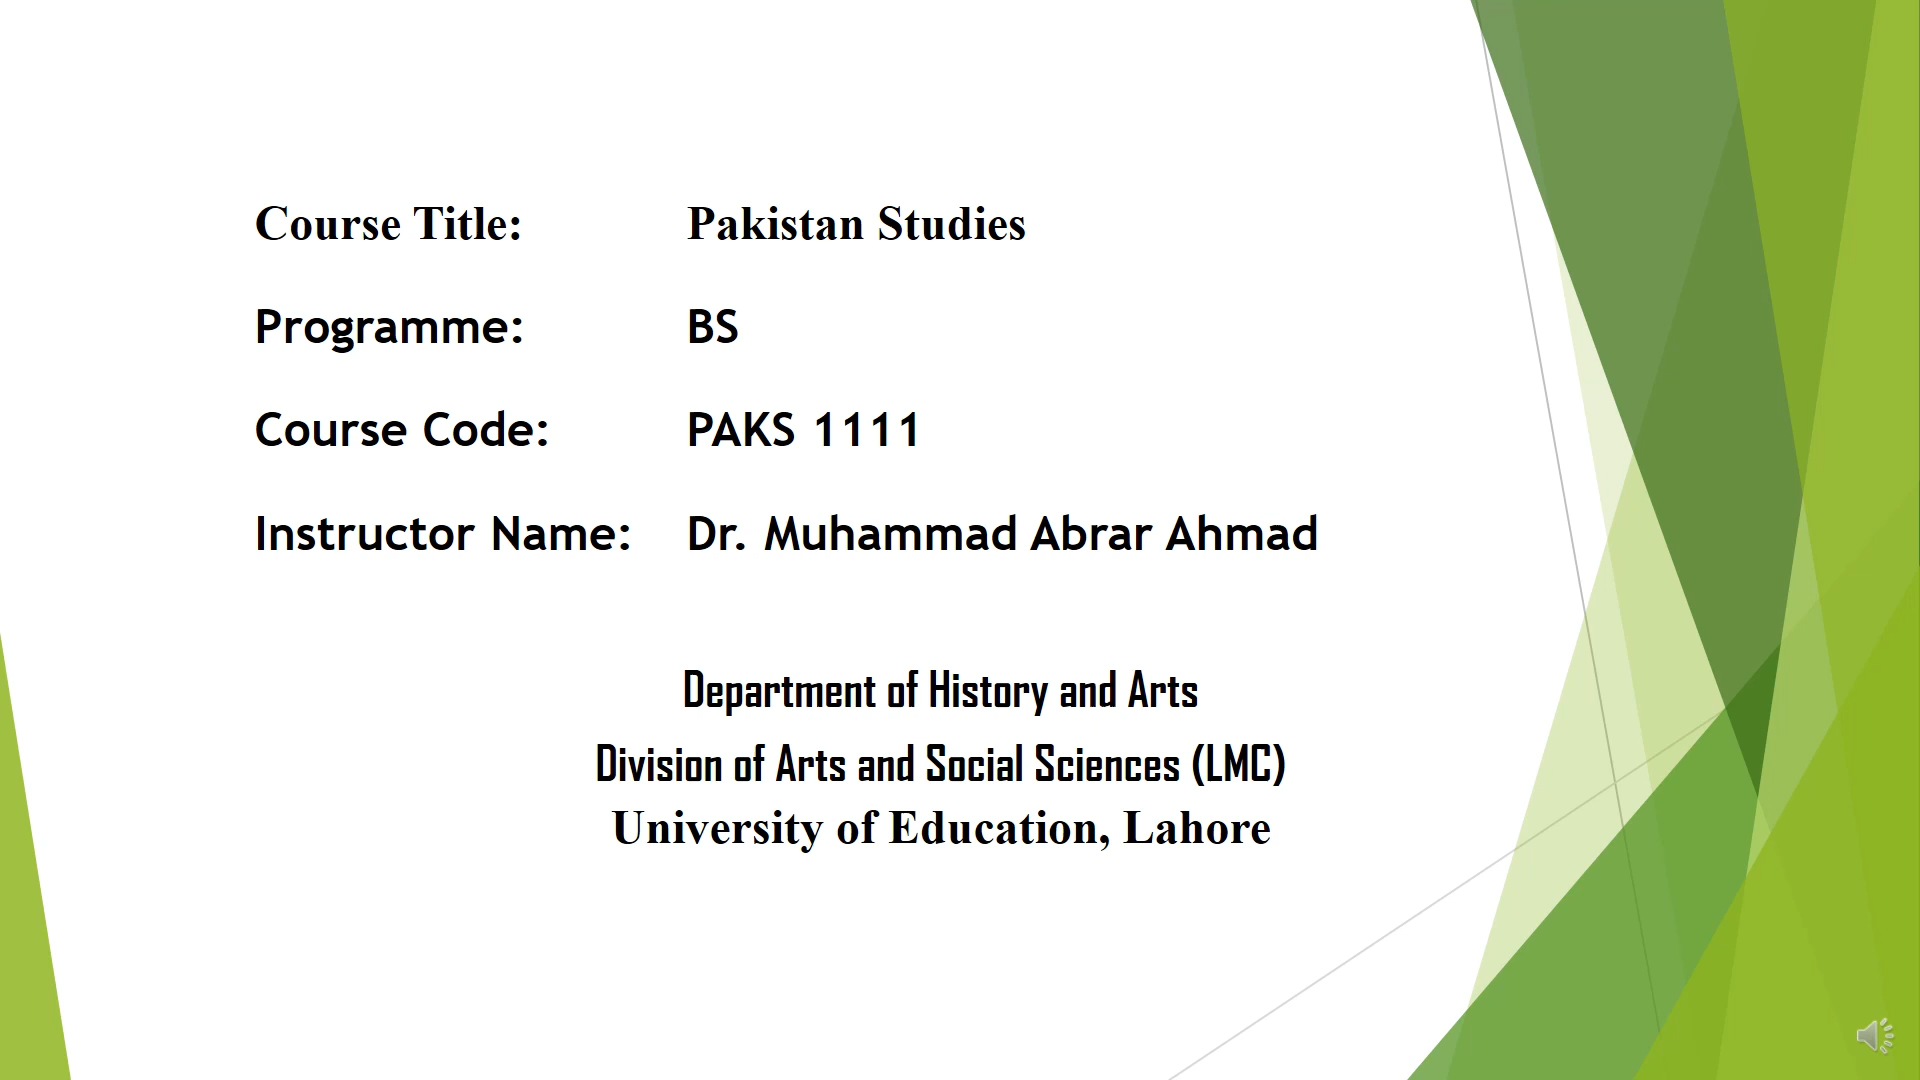 Course Title: Pakistan Studies
Programme: BS
Course Code: PAKS 1111
Instructor Name: Dr. Muhammad Abrar Ahmad
Department of History and Arts
Division of Arts and Social Sciences (LMC)
University of Education, Lahore